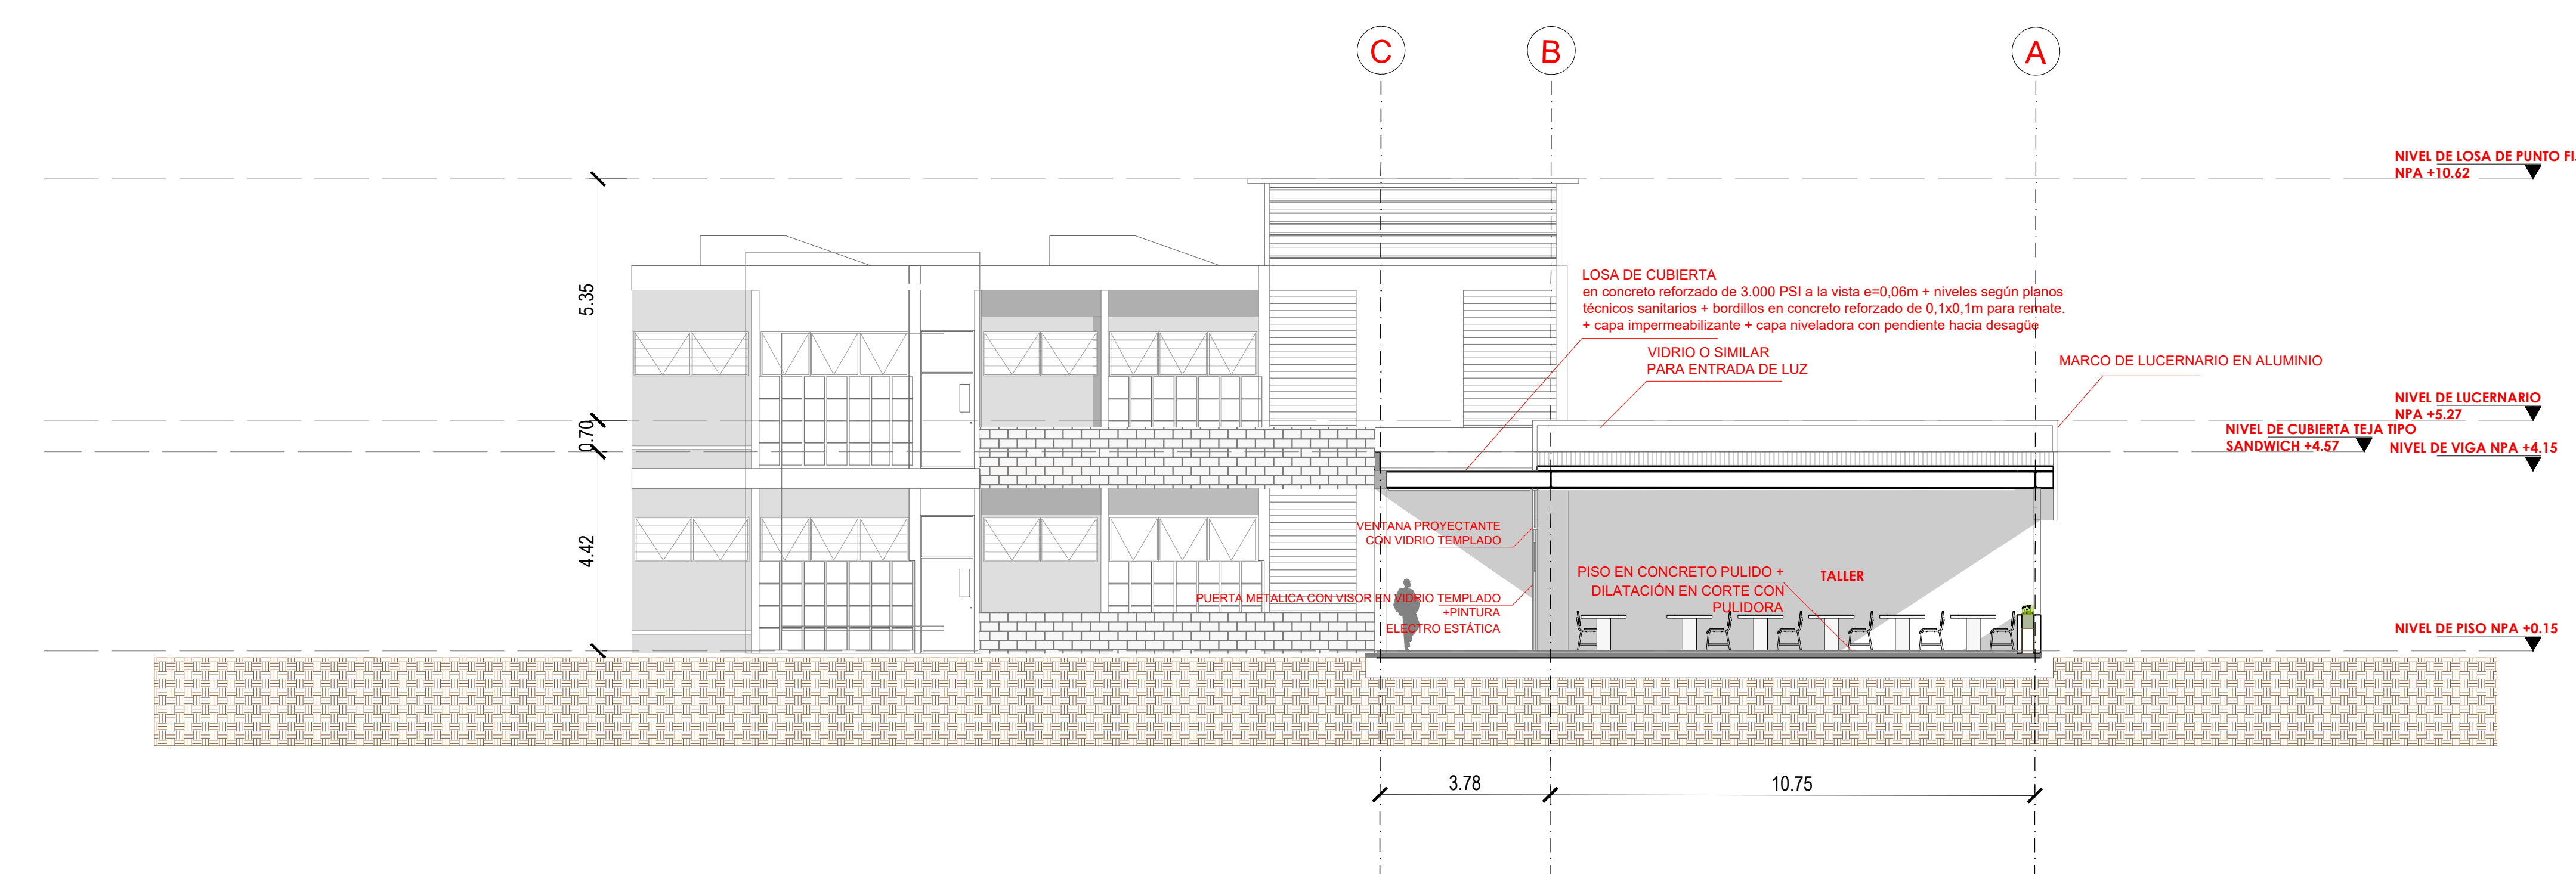 C
B
A
NIVEL DE LOSA DE PUNTO
NPA +10.62
5.35
LOSA DE CUBIERTA
en concreto reforzado de 3.000 PSI a la vista e=0,06m + niveles según planos
técnicos sanitarios + bordillos en concreto reforzado de 0,1x0,1m para remate.
+ capa impermeabilizante + capa niveladora con pendiente hacia desagüe
VIDRIO O SIMILAR
PARA ENTRADA DE LUZ
MARCO DE LUCERNARIO EN ALUMINIO
NIVEL DE LUCERNARIO
NPA +5.27
0.70
NIVEL DE CUBIERTA TEJA TIPO
SANDWICH +4.57
NIVEL DE VIGA NPA +4.15
4.42
VENTANA PROYECTANTE
CON VIDRIO TEMPLADO
PISO EN CONCRETO PULIDO +
DILATACIÓN EN CORTE CON
PULIDORA
TALLER
PUERTA METALICA CON VISOR EN VIDRIO TEMPLADO
+PINTURA
ELECTRO ESTÁTICA
NIVEL DE PISO NPA +0.15
3.78
10.75